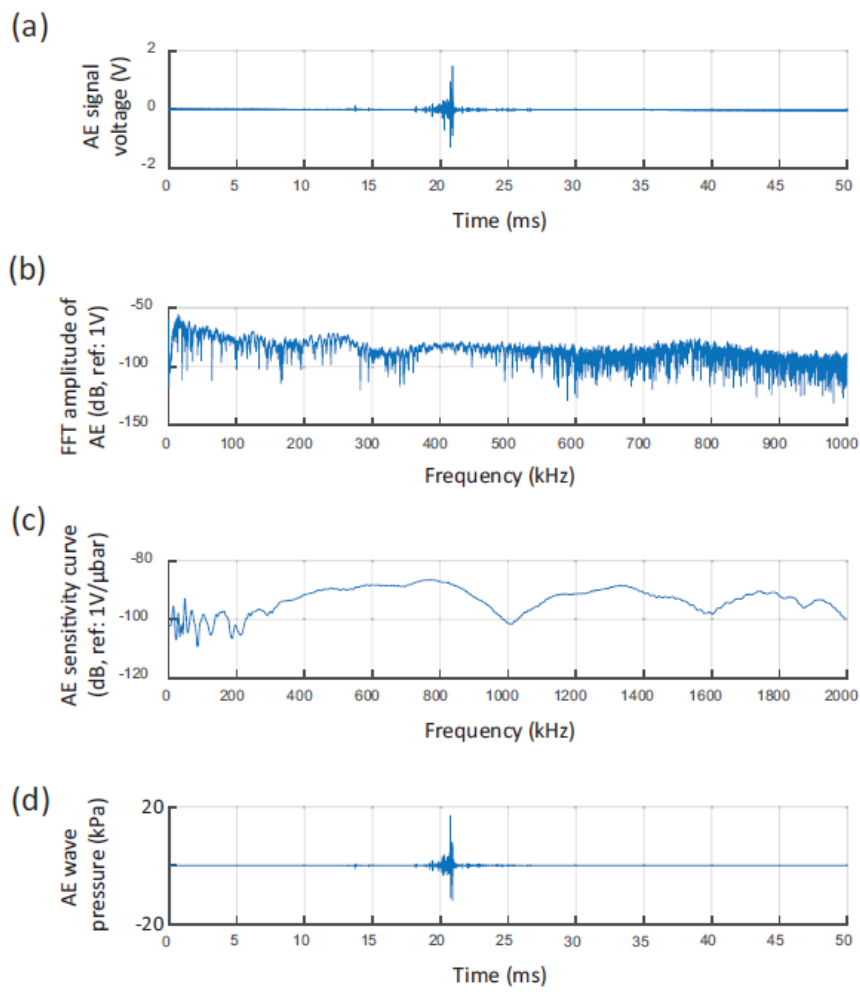 (a)
AE signal
voltage (V)
2
0
-2
0 5 10 15 20 25 30 35 40 45 50
Time (ms)
(b)
FFT amplitude of
AE (dB, ref: 1V)
-50
-100
-150
0 100 200 300 400 500 600 700 800 900 1000
Frequency (kHz)
(c)
AE sensitivity curve
(dB, ref: 1V/μbar)
-80
-100
-120
0 200 400 600 800 1000 1200 1400 1600 1800 2000
Frequency (kHz)
(d)
AE wave
pressure (kPa)
20
-20
0 5 10 15 20 25 30 35 40 45 50
Time (ms)